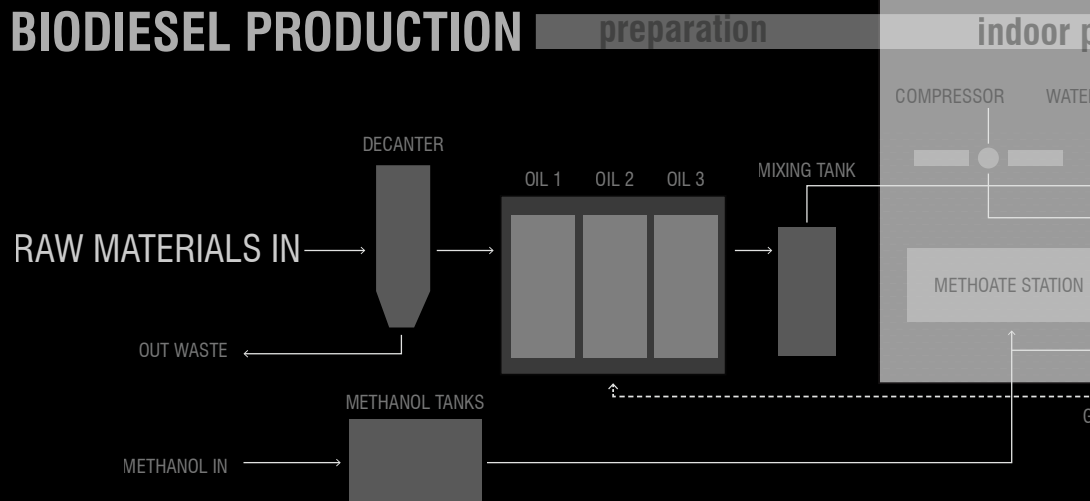 BIODIESEL PRODUCTION
preparation
indoor
COMPRESSOR
DECANTER
MIXING TANK
OIL 1 OIL 2 OIL 3
RAW MATERIALS IN
METHOATE STATION
OUT WASTE
METHANOL TANKS
METHANOL IN